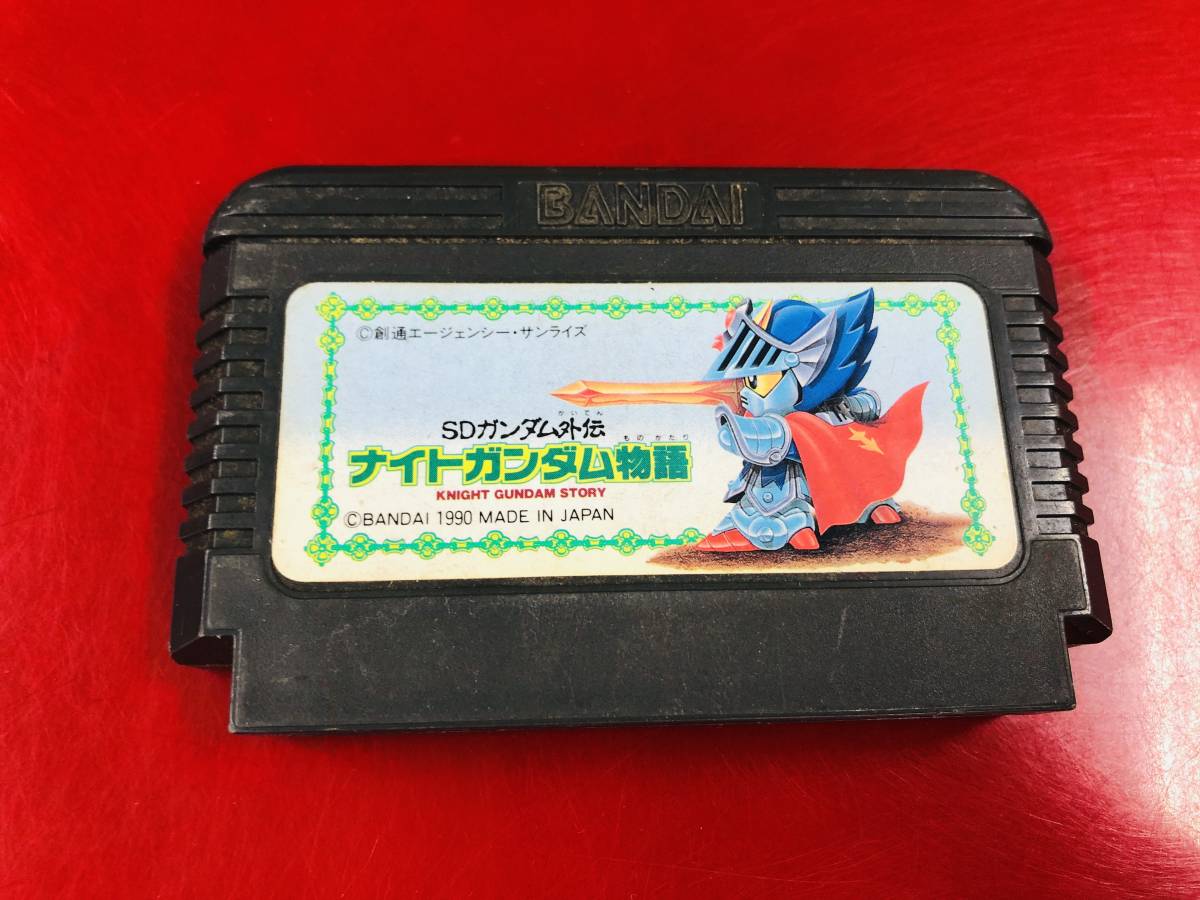 BANDAI
©創通エージェンシー・サンライズ
かいでん
SDガンダム外伝
ものがたり
ナイトガンダム物語
KNIGHT GUNDAM STORY
©BANDAI 1990 MADE IN JAPAN